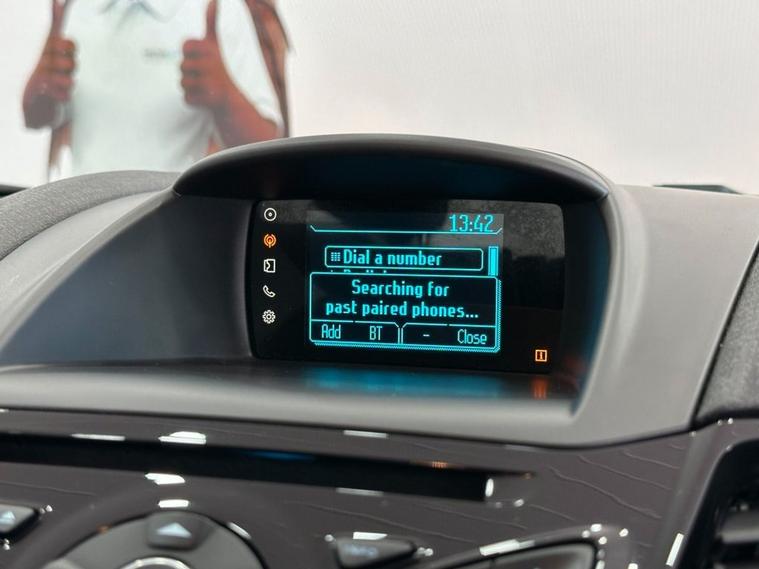 13:42
Dial a number
Searching for
past paired phones...
Add BT - Close